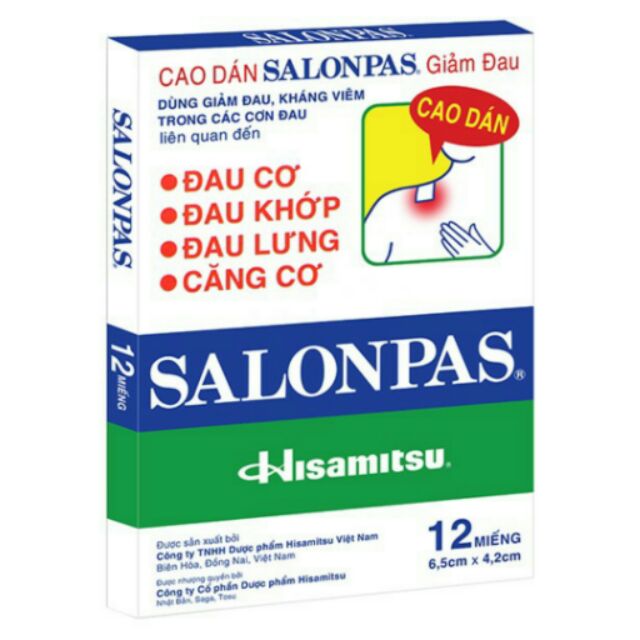 CAO DÁN SALONPAS® Giảm Đau
DÙNG GIẢM ĐAU, KHÁNG VIÊM
TRONG CÁC CƠN ĐAU
liên quan đến
CAO DÁN
● ĐAU CƠ
● ĐAU KHỚP
● ĐAU LƯNG
● CĂNG CƠ
SALONPAS®
Hisamitsu®
Được sản xuất bởi
Công ty TNHH Dược phẩm Hisamitsu Việt Nam
Biên Hòa, Đồng Nai, Việt Nam
Được nhượng quyền bởi
Công ty Cổ phần Dược phẩm Hisamitsu
Nhật Bản, Saga, Tosu
12 MIẾNG
6,5cm x 4,2cm
SALONPAS®
12 MIẾNG